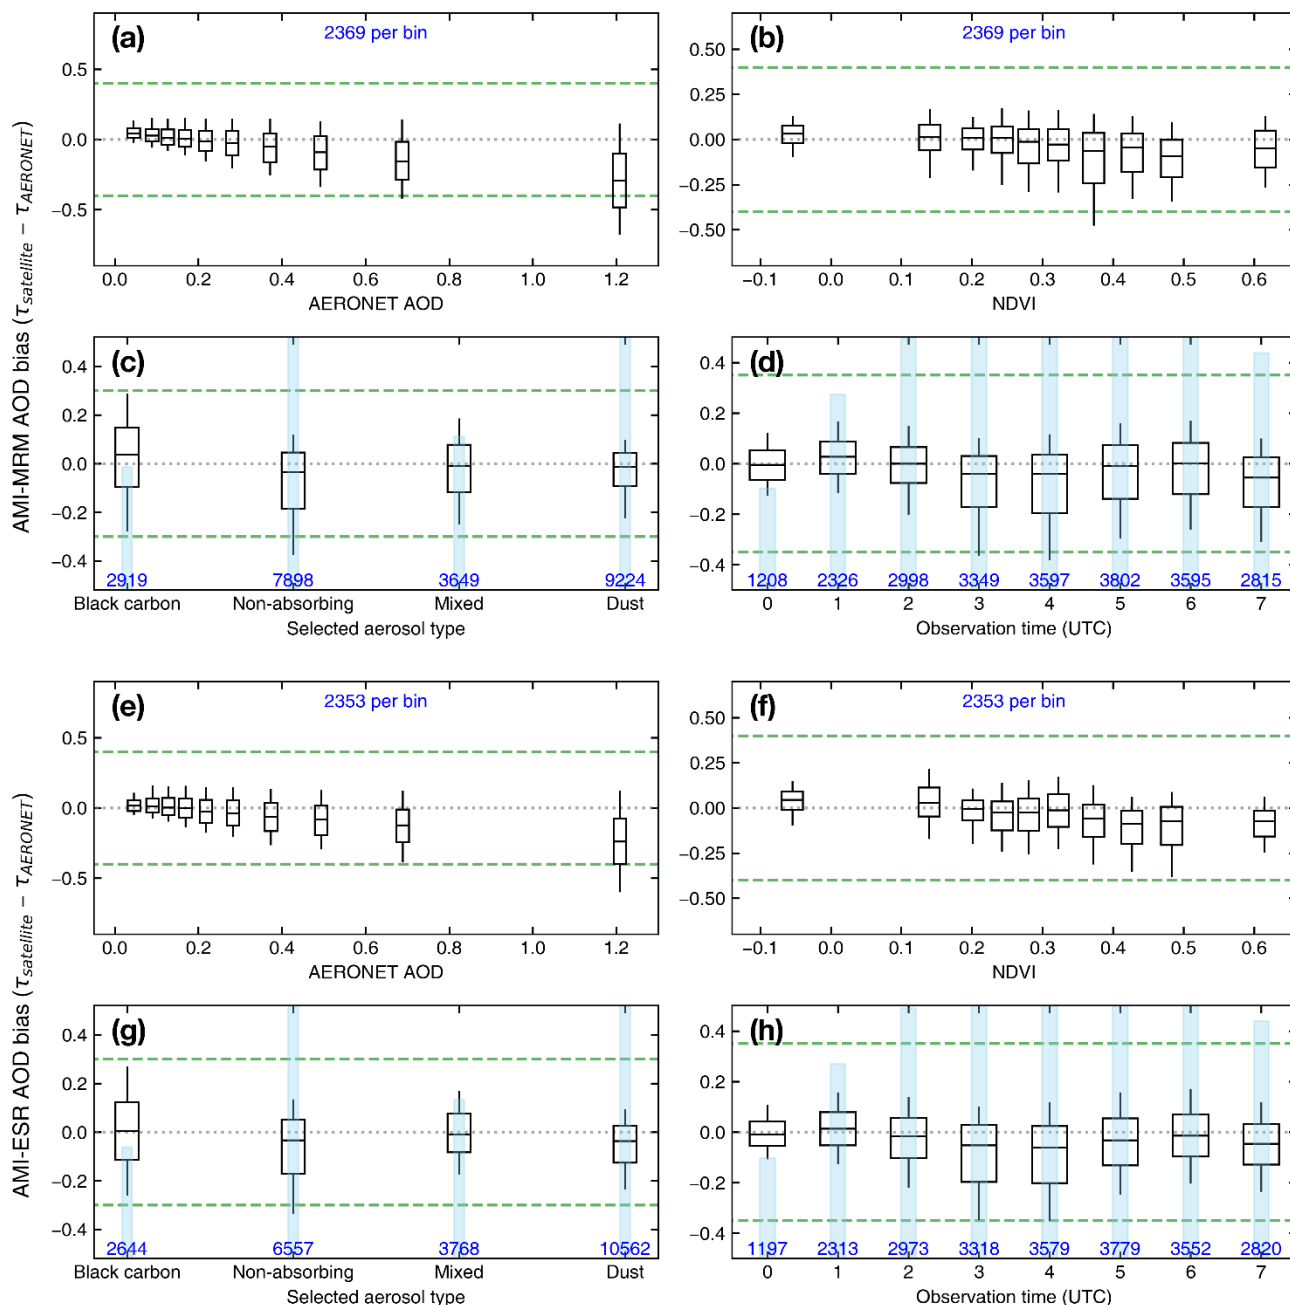 AMI-MRM AOD bias (τsatellite − τAERONET)
(a)
2369 per bin
0.5
0.0
−0.5
0.0 0.2 0.4 0.6 0.8 1.0 1.2
AERONET AOD
(b)
2369 per bin
0.50
0.25
0.00
−0.25
−0.50
−0.1 0.0 0.1 0.2 0.3 0.4 0.5 0.6
NDVI
(c)
0.4
0.2
0.0
−0.2
−0.4
2919 7898 3649 9224
Black carbon Non-absorbing Mixed Dust
Selected aerosol type
(d)
0.4
0.2
0.0
−0.2
−0.4
1208 2326 2998 3349 3597 3802 3595 2815
0 1 2 3 4 5 6 7
Observation time (UTC)
AMI-ESR AOD bias (τsatellite − τAERONET)
(e)
2353 per bin
0.5
0.0
−0.5
0.0 0.2 0.4 0.6 0.8 1.0 1.2
AERONET AOD
(f)
2353 per bin
0.50
0.25
0.00
−0.25
−0.50
−0.1 0.0 0.1 0.2 0.3 0.4 0.5 0.6
NDVI
(g)
0.4
0.2
0.0
−0.2
−0.4
2644 6557 3768 10562
Black carbon Non-absorbing Mixed Dust
Selected aerosol type
(h)
0.4
0.2
0.0
−0.2
−0.4
1197 2313 2973 3318 3579 3779 3552 2820
0 1 2 3 4 5 6 7
Observation time (UTC)